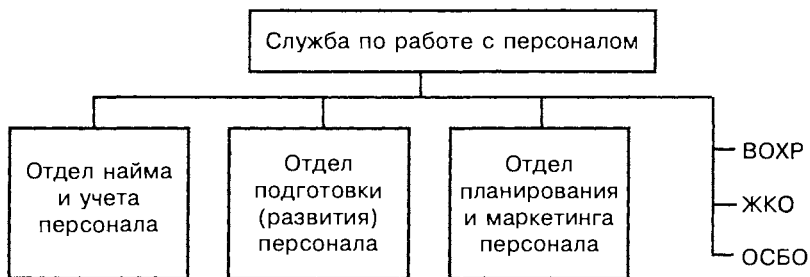 Служба по работе с персоналом
Отдел найма
и учета
персонала
Отдел
подготовки
(развития)
персонала
Отдел
планирования
и маркетинга
персонала
ВОХР
ЖКО
ОСБО